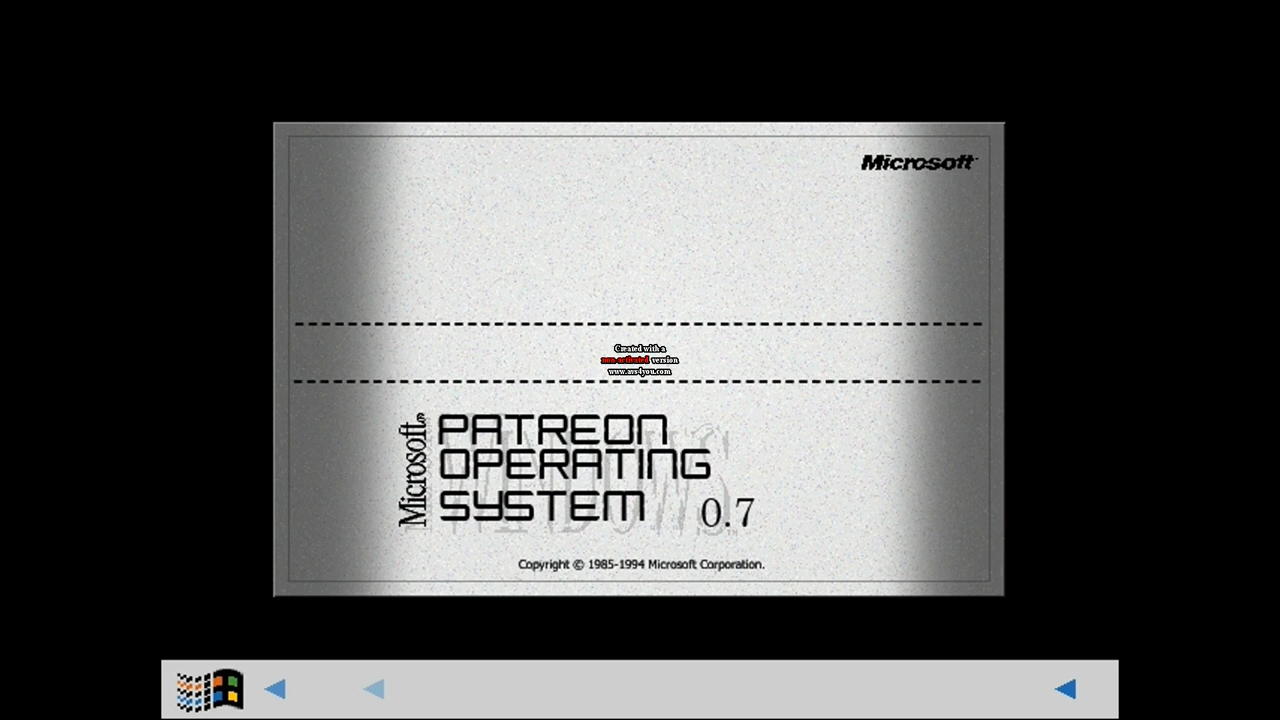 Microsoft
Created with a
non-activated version
www.avs4you.com
Microsoft®
PATREON
OPERATING
SYSTEM 0.7
WINDOWS
Copyright © 1985-1994 Microsoft Corporation.